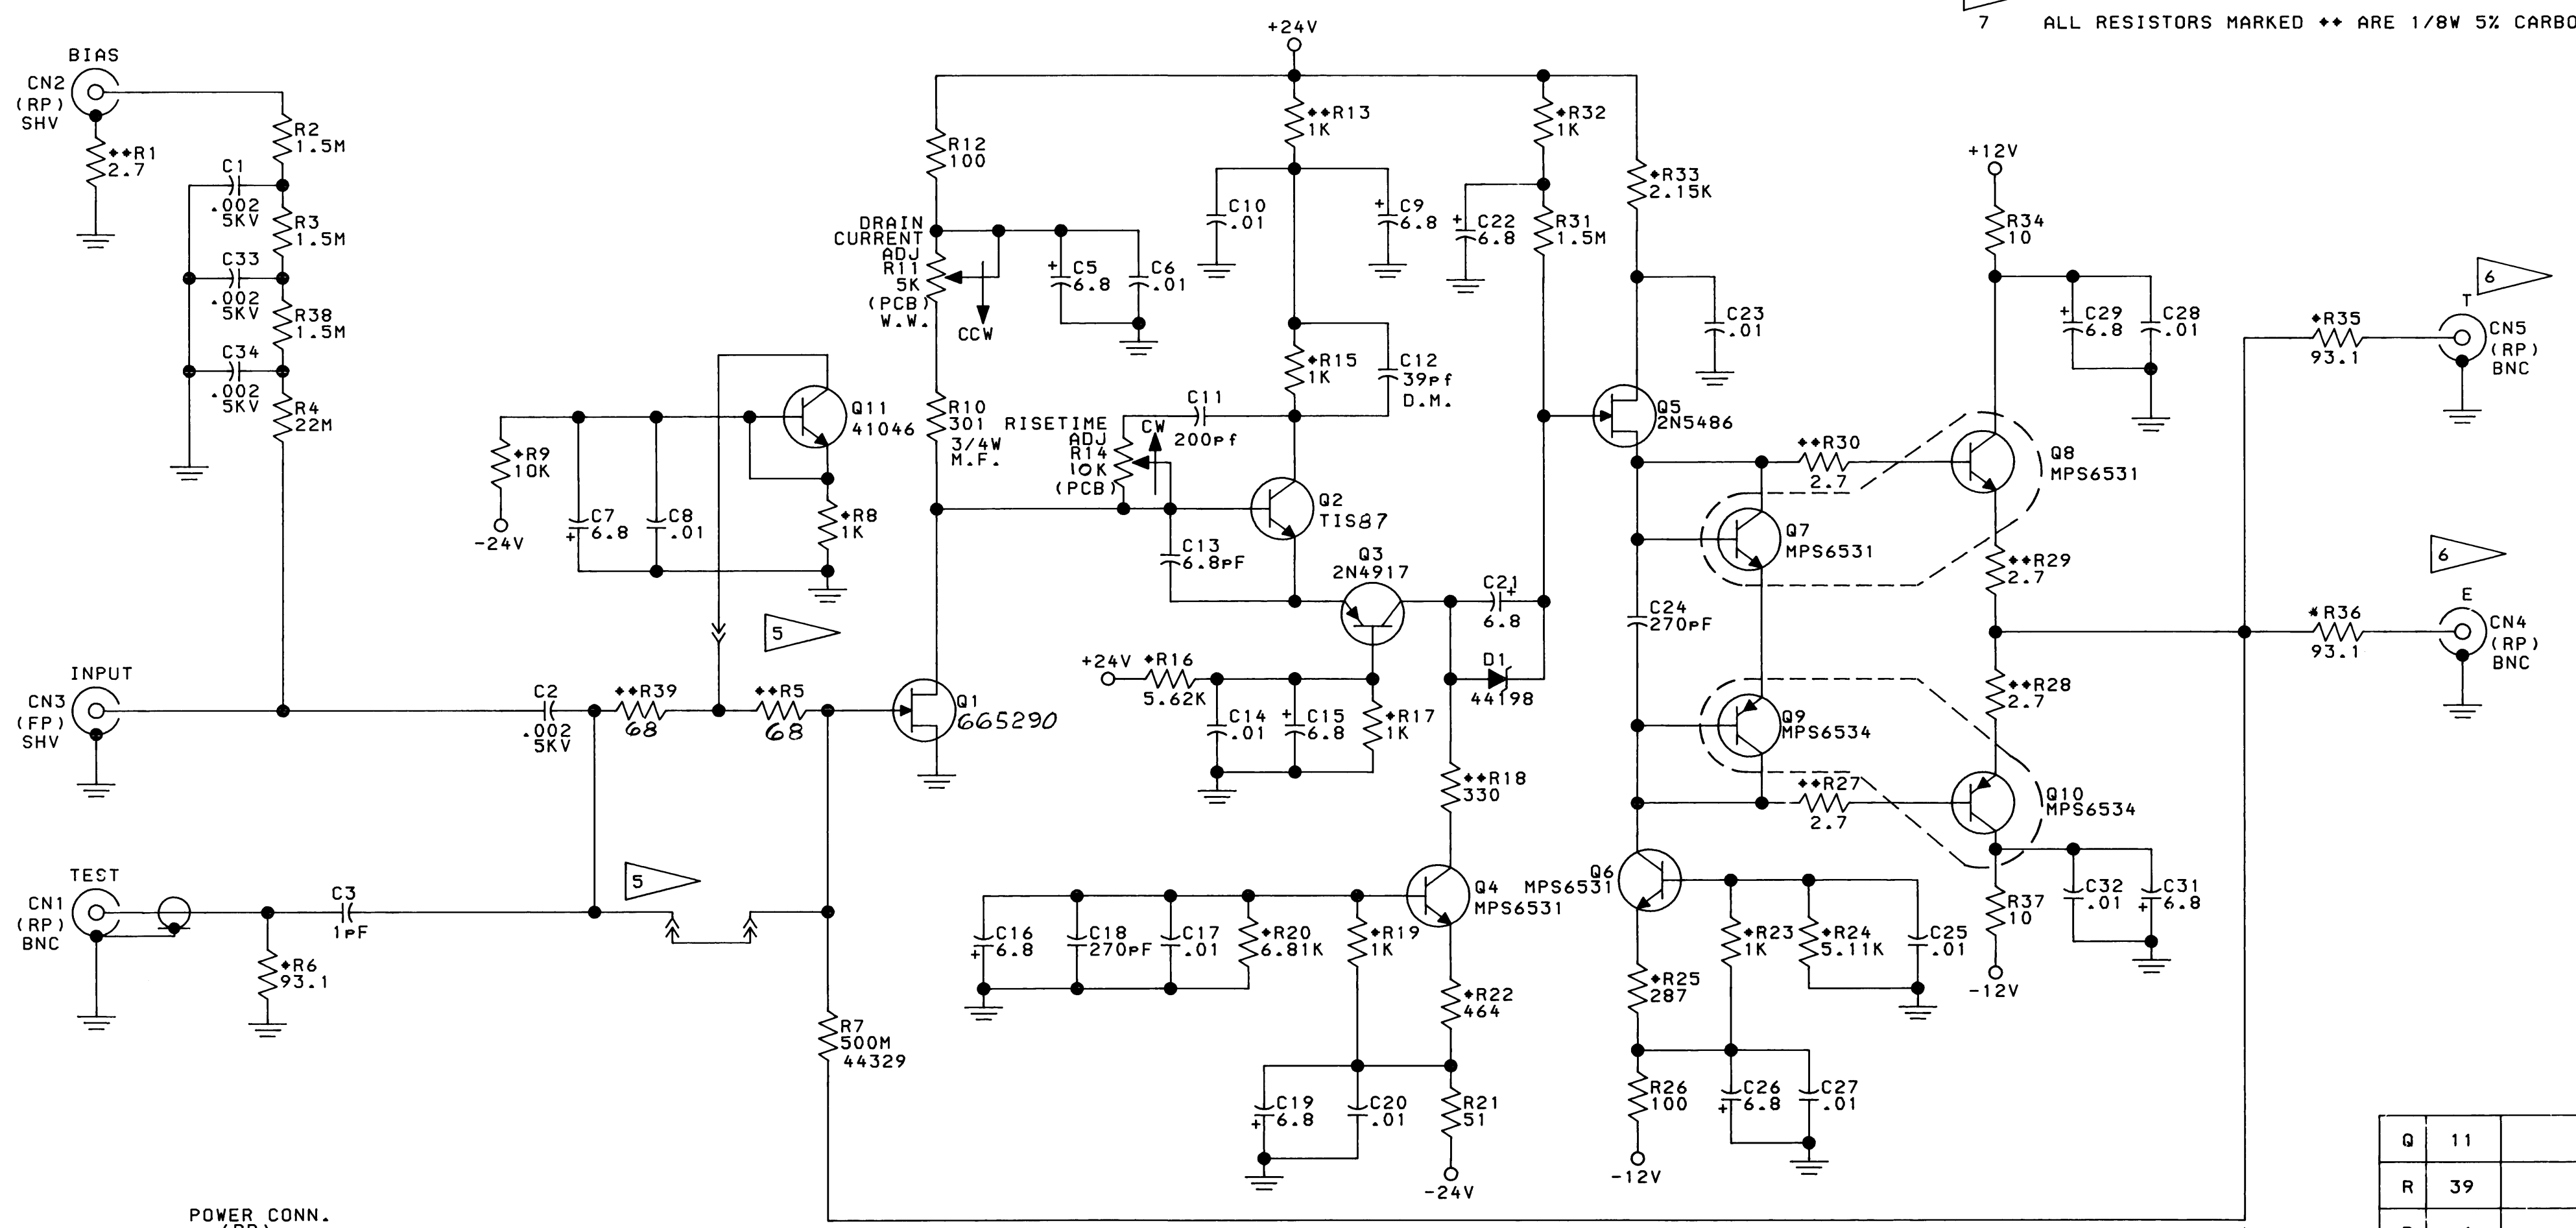 7 ALL RESISTORS MARKED ** ARE 1/8W 5% CARBO
BIAS
CN2
(RP)
SHV
**R1
2.7
R2
1.5M
C1
.002
5KV
R3
1.5M
C33
.002
5KV
R38
1.5M
C34
.002
5KV
R4
22M
INPUT
CN3
(FP)
SHV
TEST
CN1
(RP)
BNC
*R6
93.1
C3
1pF
C2
.002
5KV
**R39
68
**R5
68
5
5
*R9
10K
-24V
C7
+6.8
C8
.01
Q11
41046
*R8
1K
R7
500M
44329
Q1
665290
+24V
R12
100
DRAIN
CURRENT
ADJ
R11
5K
(PCB)
W.W.
CCW
+ C5
6.8
C6
.01
R10
301
3/4W
M.F.
RISETIME
ADJ
R14
10K
(PCB)
CW
C11
200pf
**R13
1K
C10
.01
+ C9
6.8
*R15
1K
C12
39pf
D.M.
Q2
TIS87
C13
6.8pF
Q3
2N4917
+24V
*R16
5.62K
C14
.01
+ C15
6.8
*R17
1K
C21
+
6.8
D1
44198
*R32
1K
+ C22
6.8
R31
1.5M
*R33
2.15K
C23
.01
Q5
2N5486
**R18
330
Q4
MPS6531
C16
+ 6.8
C18
270pF
C17
.01
*R20
6.81K
*R19
1K
*R22
464
C19
+ 6.8
C20
.01
R21
51
-24V
C24
270pF
**R30
2.7
Q7
MPS6531
Q8
MPS6531
Q9
MPS6534
**R27
2.7
Q10
MPS6534
Q6
MPS6531
*R25
287
*R23
1K
*R24
5.11K
C25
.01
R26
100
C26
+ 6.8
C27
.01
-12V
+12V
R34
10
+ C29
6.8
C28
.01
**R29
2.7
**R28
2.7
R37
10
-12V
C32
.01
C31
+ 6.8
*R35
93.1
6
T
CN5
(RP)
BNC
*R36
93.1
6
E
CN4
(RP)
BNC
Q 11
R 39
POWER CONN.